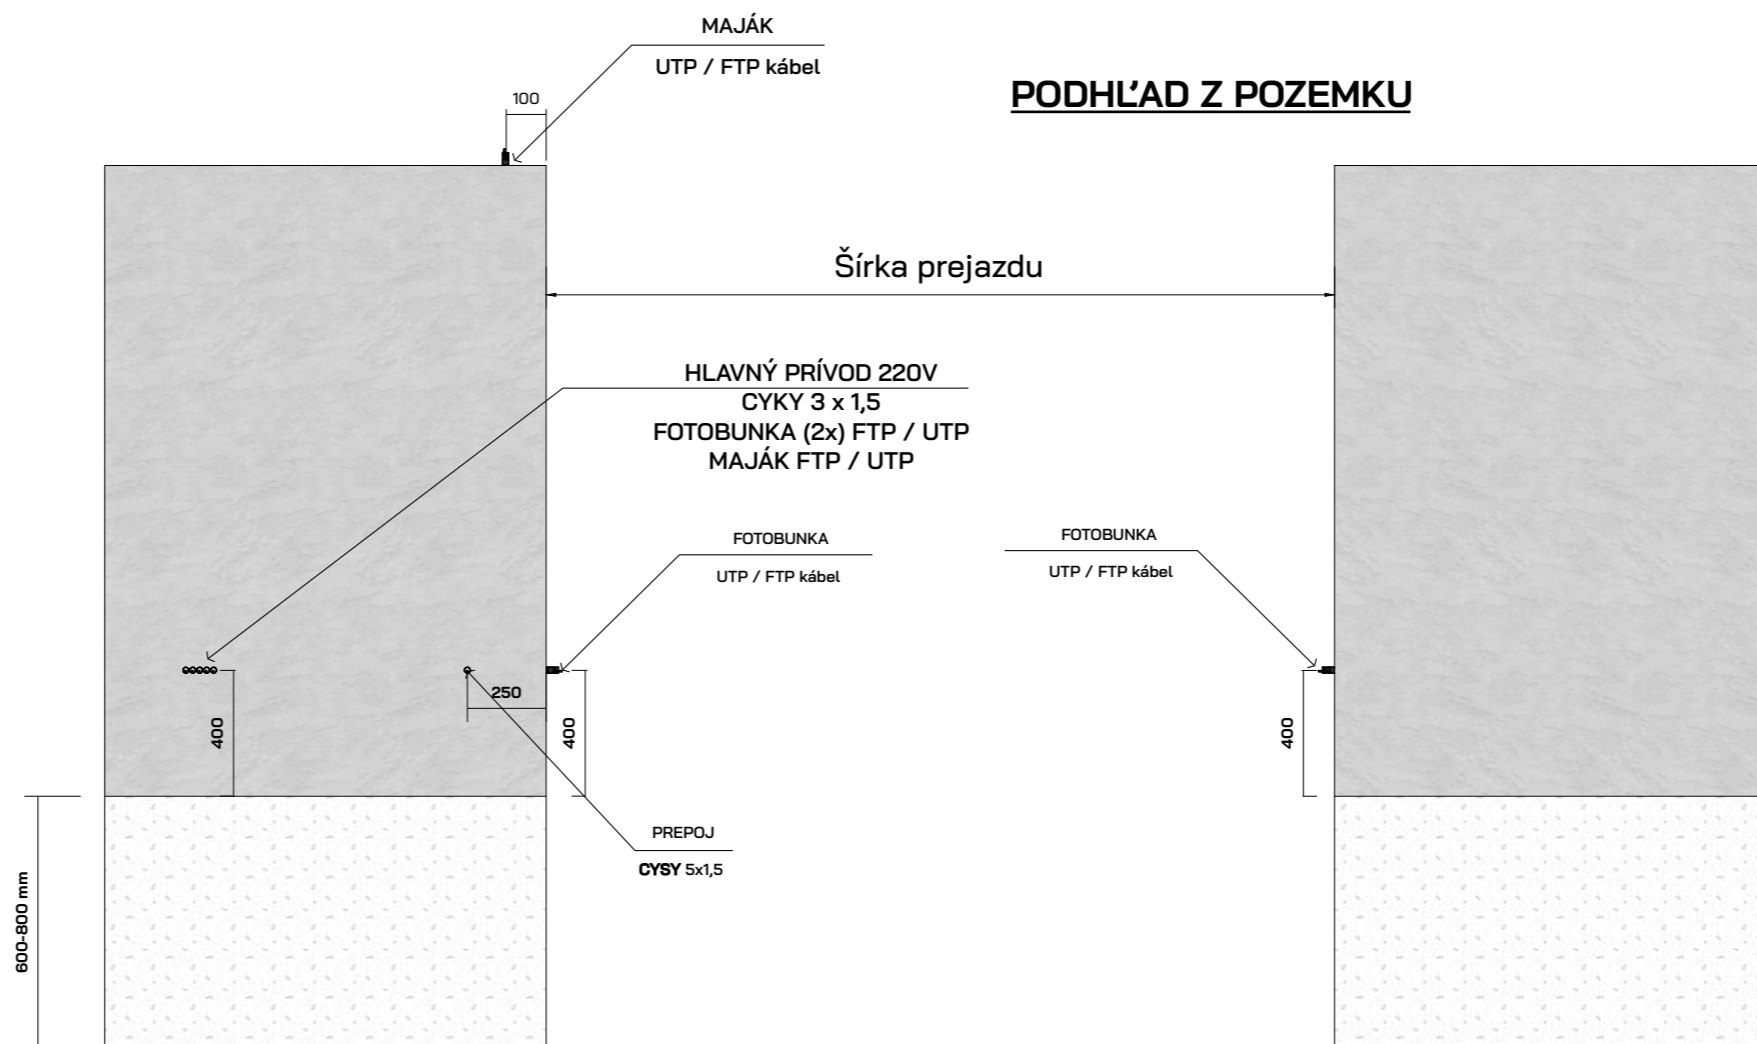 MAJÁK
UTP / FTP kábel
100
PODHĽAD Z POZEMKU
Šírka prejazdu
HLAVNÝ PRÍVOD 220V
CYKY 3 x 1,5
FOTOBUNKA (2x) FTP / UTP
MAJÁK FTP / UTP
FOTOBUNKA
UTP / FTP kábel
FOTOBUNKA
UTP / FTP kábel
250
400
400
400
PREPOJ
CYSY 5x1,5
600-800 mm